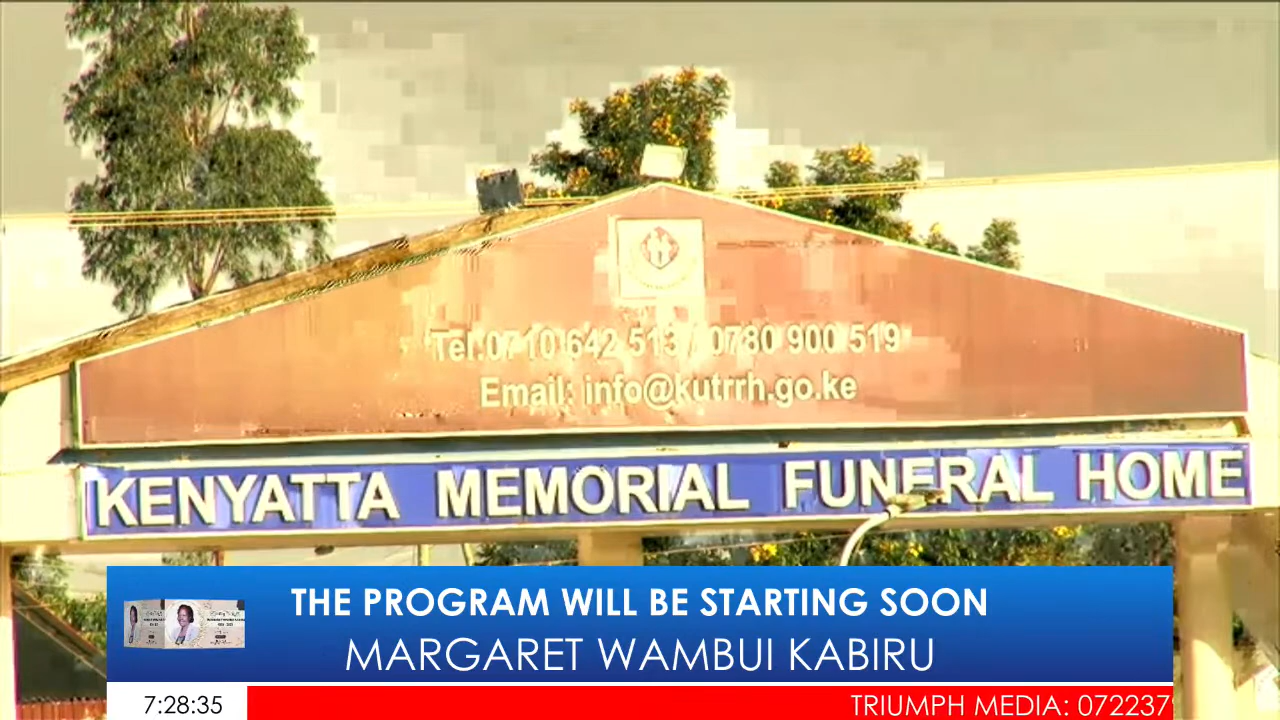 Tel:0710 642 513 / 0780 900 519
Email: info@kutrrh.go.ke
KENYATTA MEMORIAL FUNERAL HOME
THE PROGRAM WILL BE STARTING SOON
MARGARET WAMBUI KABIRU
7:28:35
TRIUMPH MEDIA: 072237